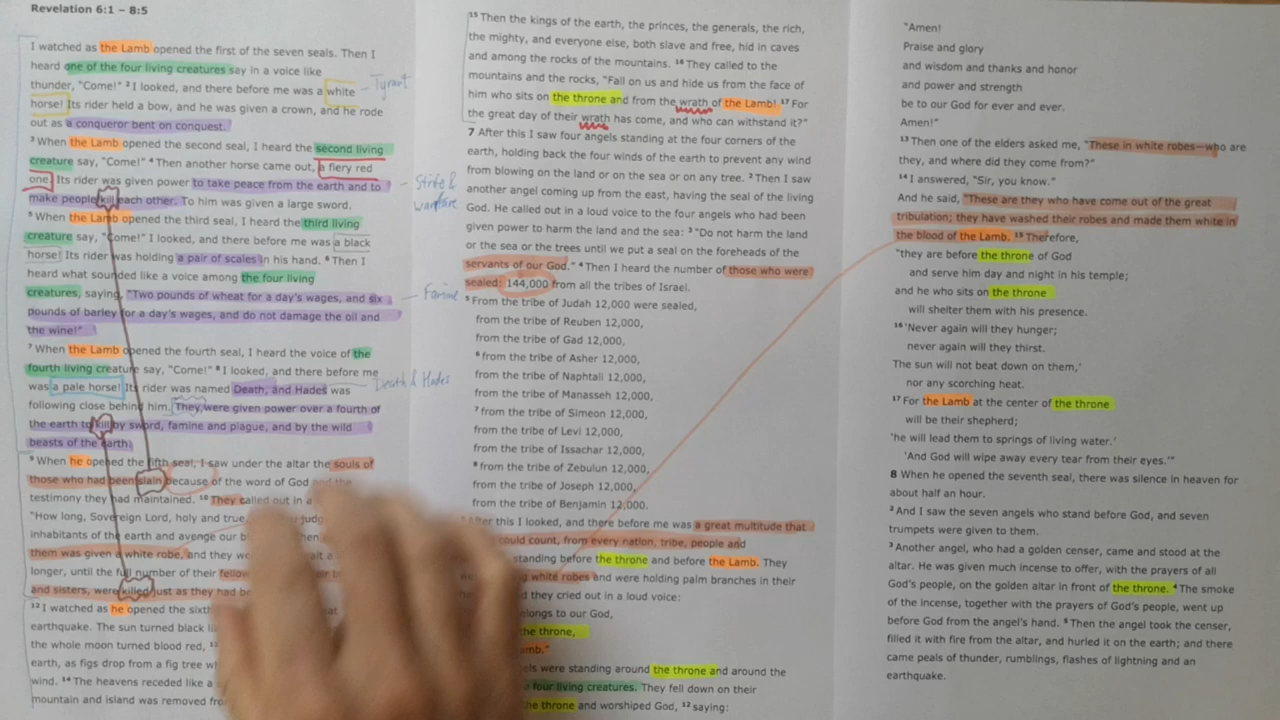 Revelation 6:1 – 8:5
I watched as the Lamb opened the first of the seven seals. Then I
heard one of the four living creatures say in a voice like
thunder, "Come!" 2 I looked, and there before me was a white
horse! Its rider held a bow, and he was given a crown, and he rode
out as a conqueror bent on conquest.
Tyrant
3 When the Lamb opened the second seal, I heard the second living
creature say, "Come!" 4 Then another horse came out, a fiery red
one. Its rider was given power to take peace from the earth and to
make people kill each other. To him was given a large sword.
Strife &
warfare
5 When the Lamb opened the third seal, I heard the third living
creature say, "Come!" I looked, and there before me was a black
horse! Its rider was holding a pair of scales in his hand. 6 Then I
heard what sounded like a voice among the four living
creatures, saying, "Two pounds of wheat for a day's wages, and six
pounds of barley for a day's wages, and do not damage the oil and
the wine!"
Famine
7 When the Lamb opened the fourth seal, I heard the voice of the
fourth living creature say, "Come!" 8 I looked, and there before me
was a pale horse! Its rider was named Death, and Hades was
following close behind him. They were given power over a fourth of
the earth to kill by sword, famine and plague, and by the wild
beasts of the earth.
Death & Hades
9 When he opened the fifth seal, I saw under the altar the souls of
those who had been slain because of the word of God and the
testimony they had maintained. 10 They called out in a
"How long, Sovereign Lord, holy and true,
inhabitants of the earth and avenge our
them was given a white robe, and they
longer, until the full number of their
and sisters, were killed just as they had
12 I watched as he opened the sixth
earthquake. The sun turned black
the whole moon turned blood red,
earth, as figs drop from a fig tree
wind. 14 The heavens receded like a
mountain and island was removed
15 Then the kings of the earth, the princes, the generals, the rich,
the mighty, and everyone else, both slave and free, hid in caves
and among the rocks of the mountains. 16 They called to the
mountains and the rocks, "Fall on us and hide us from the face of
him who sits on the throne and from the wrath of the Lamb! 17 For
the great day of their wrath has come, and who can withstand it?"
7 After this I saw four angels standing at the four corners of the
earth, holding back the four winds of the earth to prevent any wind
from blowing on the land or on the sea or on any tree. 2 Then I saw
another angel coming up from the east, having the seal of the living
God. He called out in a loud voice to the four angels who had been
given power to harm the land and the sea: 3 "Do not harm the land
or the sea or the trees until we put a seal on the foreheads of the
servants of our God." 4 Then I heard the number of those who were
sealed: 144,000 from all the tribes of Israel.
5 From the tribe of Judah 12,000 were sealed,
from the tribe of Reuben 12,000,
from the tribe of Gad 12,000,
6 from the tribe of Asher 12,000,
from the tribe of Naphtali 12,000,
from the tribe of Manasseh 12,000,
7 from the tribe of Simeon 12,000,
from the tribe of Levi 12,000,
from the tribe of Issachar 12,000,
8 from the tribe of Zebulun 12,000,
from the tribe of Joseph 12,000,
from the tribe of Benjamin 12,000.
After this I looked, and there before me was a great multitude that
could count, from every nation, tribe, people and
standing before the throne and before the Lamb. They
white robes and were holding palm branches in their
they cried out in a loud voice:
belongs to our God,
the throne,
Lamb."
were standing around the throne and around the
four living creatures. They fell down on their
the throne and worshiped God, 12 saying:
"Amen!
Praise and glory
and wisdom and thanks and honor
and power and strength
be to our God for ever and ever.
Amen!"
13 Then one of the elders asked me, "These in white robes—who are
they, and where did they come from?"
14 I answered, "Sir, you know."
And he said, "These are they who have come out of the great
tribulation; they have washed their robes and made them white in
the blood of the Lamb. 15 Therefore,
"they are before the throne of God
and serve him day and night in his temple;
and he who sits on the throne
will shelter them with his presence.
16 'Never again will they hunger;
never again will they thirst.
The sun will not beat down on them,'
nor any scorching heat.
17 For the Lamb at the center of the throne
will be their shepherd;
'he will lead them to springs of living water.'
'And God will wipe away every tear from their eyes.'"
8 When he opened the seventh seal, there was silence in heaven for
about half an hour.
2 And I saw the seven angels who stand before God, and seven
trumpets were given to them.
3 Another angel, who had a golden censer, came and stood at the
altar. He was given much incense to offer, with the prayers of all
God's people, on the golden altar in front of the throne. 4 The smoke
of the incense, together with the prayers of God's people, went up
before God from the angel's hand. 5 Then the angel took the censer,
filled it with fire from the altar, and hurled it on the earth; and there
came peals of thunder, rumblings, flashes of lightning and an
earthquake.